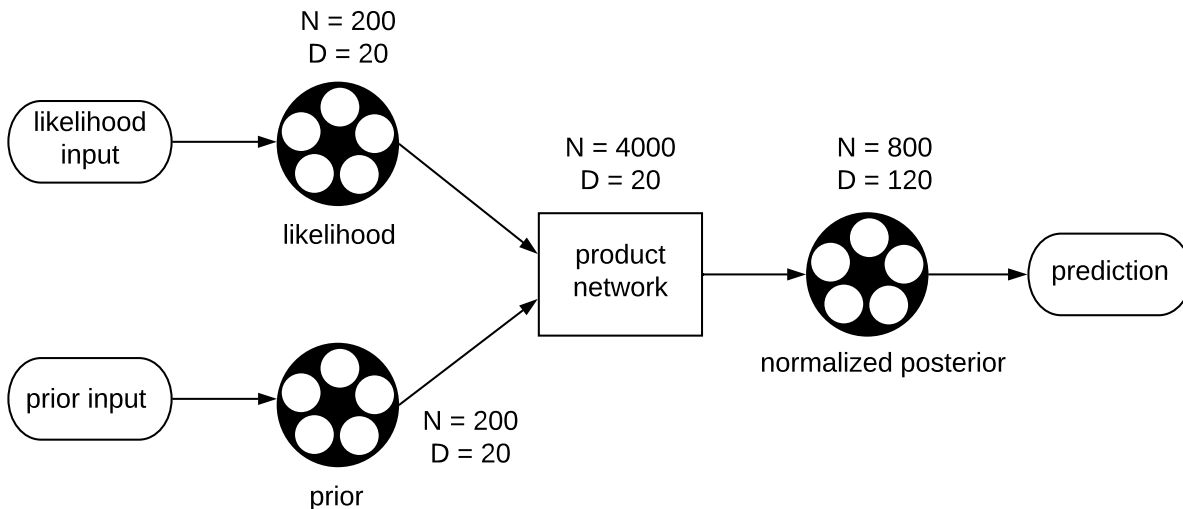 N = 200
D = 20
likelihood
input
likelihood
N = 4000
D = 20
product
network
N = 800
D = 120
normalized posterior
prediction
prior input
N = 200
D = 20
prior